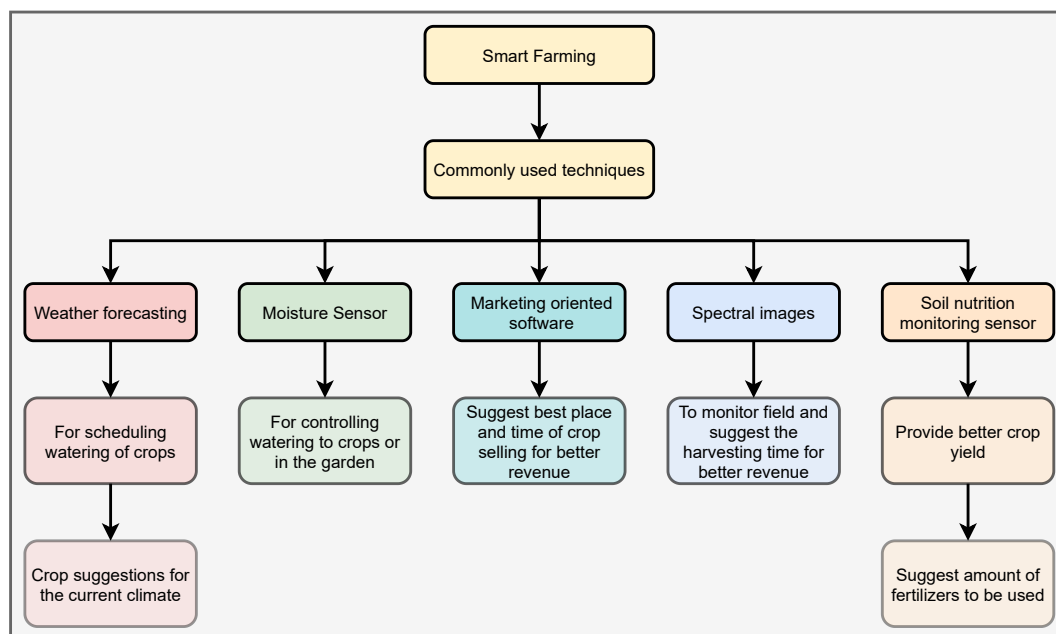 Smart Farming
Commonly used techniques
Weather forecasting
Moisture Sensor
Marketing oriented
software
Spectral images
Soil nutrition
monitoring sensor
For scheduling
watering of crops
For controlling
watering to crops or
in the garden
Suggest best place
and time of crop
selling for better
revenue
To monitor field and
suggest the
harvesting time for
better revenue
Provide better crop
yield
Crop suggestions for
the current climate
Suggest amount of
fertilizers to be used